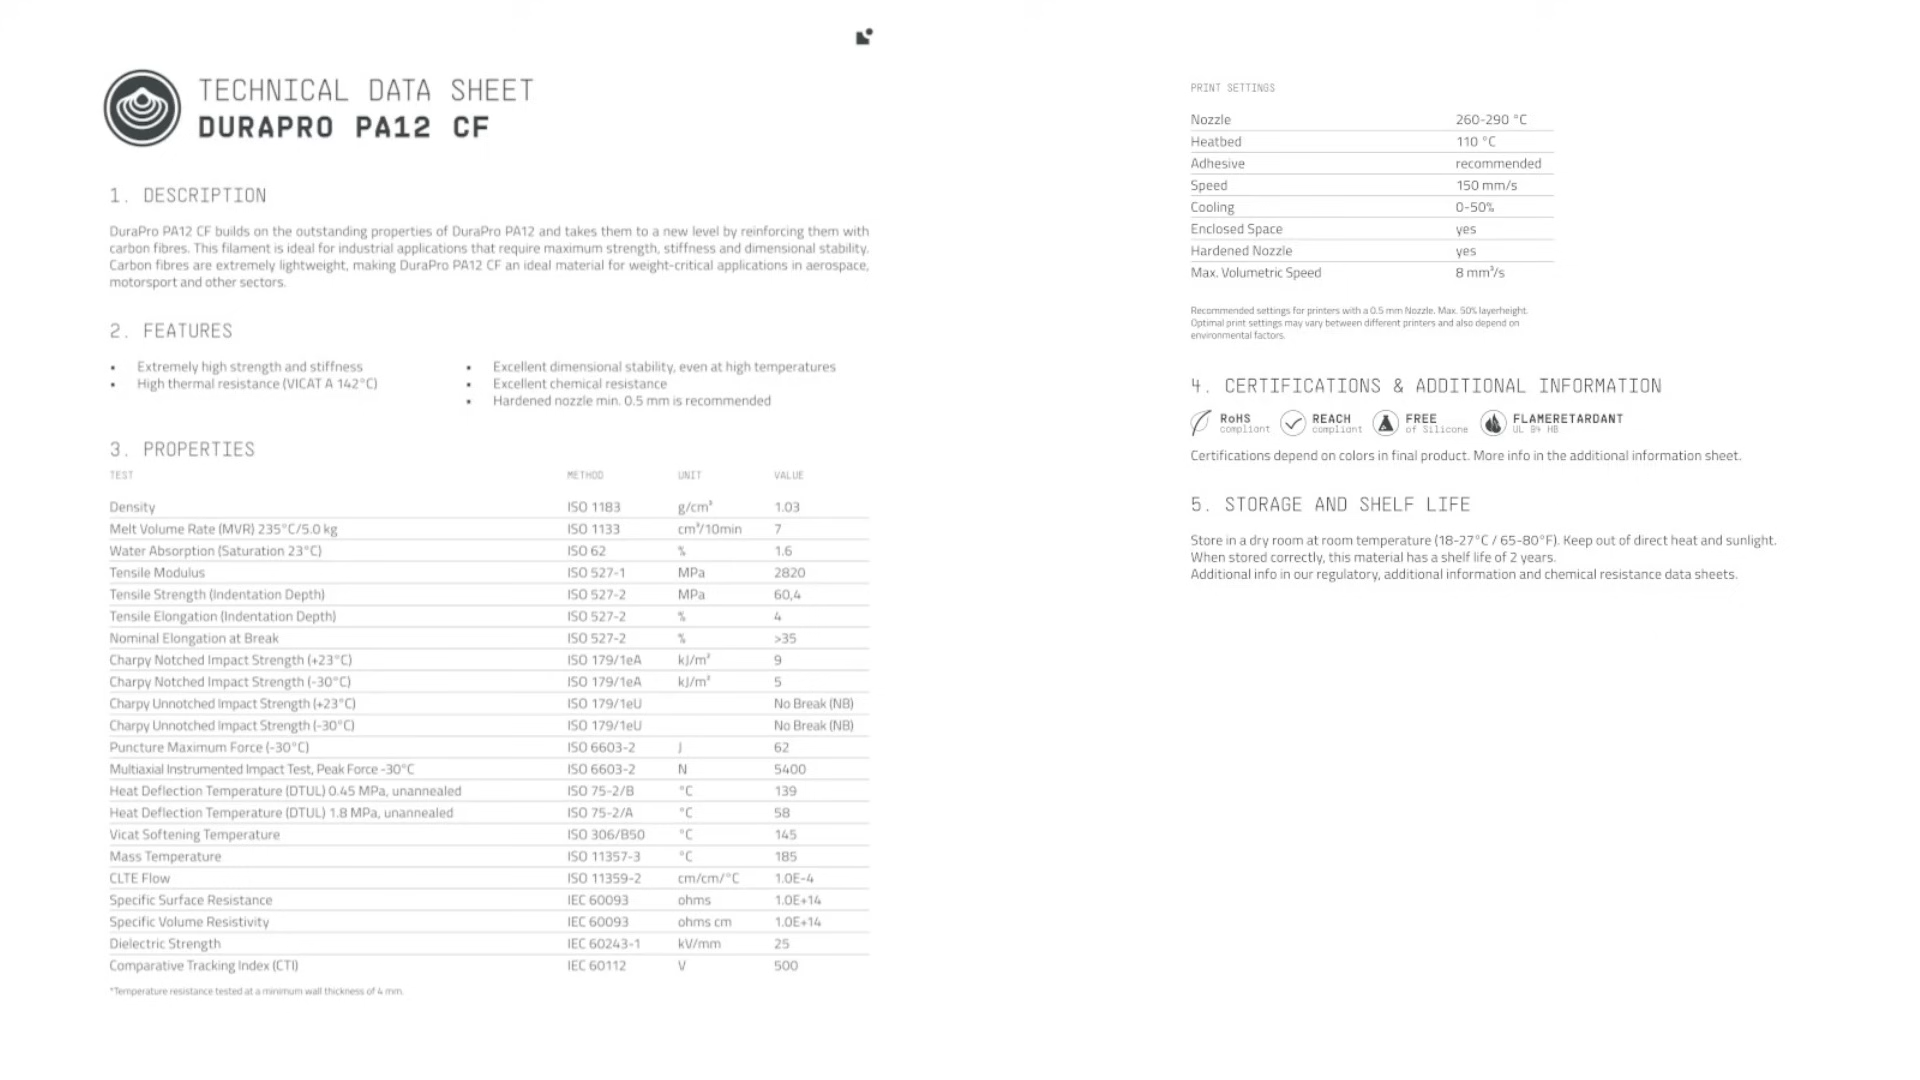 TECHNICAL DATA SHEET
DURAPRO PA12 CF
1. DESCRIPTION
DuraPro PA12 CF builds on the outstanding properties of DuraPro PA12 and takes them to a new level by reinforcing them with
carbon fibres. This filament is ideal for industrial applications that require maximum strength, stiffness and dimensional stability.
Carbon fibres are extremely lightweight, making DuraPro PA12 CF an ideal material for weight-critical applications in aerospace,
motorsport and other sectors.
2. FEATURES
▪ Extremely high strength and stiffness
▪ High thermal resistance (VICAT A 142°C)
▪ Excellent dimensional stability, even at high temperatures
▪ Excellent chemical resistance
▪ Hardened nozzle min. 0.5 mm is recommended
3. PROPERTIES
TEST METHOD UNIT VALUE
Density ISO 1183 g/cm³ 1.03
Melt Volume Rate (MVR) 235°C/5.0 kg ISO 1133 cm³/10min 7
Water Absorption (Saturation 23°C) ISO 62 % 1.6
Tensile Modulus ISO 527-1 MPa 2820
Tensile Strength (Indentation Depth) ISO 527-2 MPa 60,4
Tensile Elongation (Indentation Depth) ISO 527-2 % 4
Nominal Elongation at Break ISO 527-2 % >35
Charpy Notched Impact Strength (+23°C) ISO 179/1eA kJ/m² 9
Charpy Notched Impact Strength (-30°C) ISO 179/1eA kJ/m² 5
Charpy Unnotched Impact Strength (+23°C) ISO 179/1eU No Break (NB)
Charpy Unnotched Impact Strength (-30°C) ISO 179/1eU No Break (NB)
Puncture Maximum Force (-30°C) ISO 6603-2 J 62
Multiaxial Instrumented Impact Test, Peak Force -30°C ISO 6603-2 N 5400
Heat Deflection Temperature (DTUL) 0.45 MPa, unannealed ISO 75-2/B °C 139
Heat Deflection Temperature (DTUL) 1.8 MPa, unannealed ISO 75-2/A °C 58
Vicat Softening Temperature ISO 306/B50 °C 145
Mass Temperature ISO 11357-3 °C 185
CLTE Flow ISO 11359-2 cm/cm/°C 1.0E-4
Specific Surface Resistance IEC 60093 ohms 1.0E+14
Specific Volume Resistivity IEC 60093 ohms cm 1.0E+14
Dielectric Strength IEC 60243-1 kV/mm 25
Comparative Tracking Index (CTI) IEC 60112 V 500
*Temperature resistance tested at a minimum wall thickness of 4 mm.
PRINT SETTINGS
Nozzle 260-290 °C
Heatbed 110 °C
Adhesive recommended
Speed 150 mm/s
Cooling 0-50%
Enclosed Space yes
Hardened Nozzle yes
Max. Volumetric Speed 8 mm³/s
Recommended settings for printers with a 0.5 mm Nozzle. Max. 50% layerheight.
Optimal print settings may vary between different printers and also depend on
environmental factors.
4. CERTIFICATIONS & ADDITIONAL INFORMATION
RoHS compliant
REACH compliant
FREE of Silicone
FLAMERETARDANT UL 94 HB
Certifications depend on colors in final product. More info in the additional information sheet.
5. STORAGE AND SHELF LIFE
Store in a dry room at room temperature (18-27°C / 65-80°F). Keep out of direct heat and sunlight.
When stored correctly, this material has a shelf life of 2 years.
Additional info in our regulatory, additional information and chemical resistance data sheets.